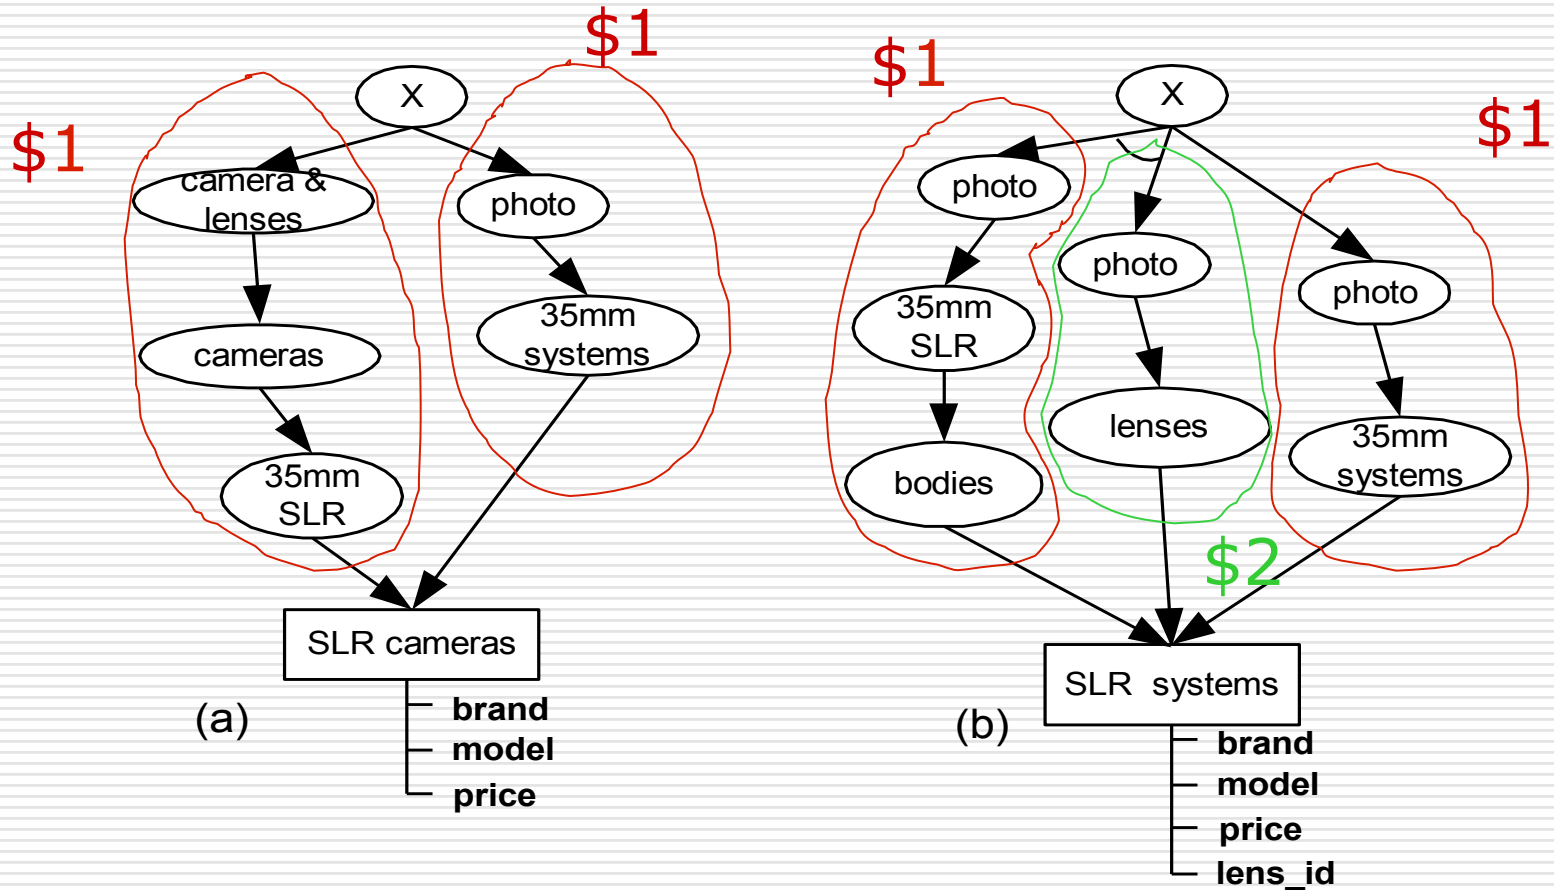 $1
X
$1
camera &
lenses
photo
cameras
35mm
systems
35mm
SLR
SLR cameras
(a)
brand
model
price
$1
X
$1
photo
photo
photo
35mm
SLR
lenses
35mm
systems
bodies
$2
SLR systems
(b)
brand
model
price
lens_id